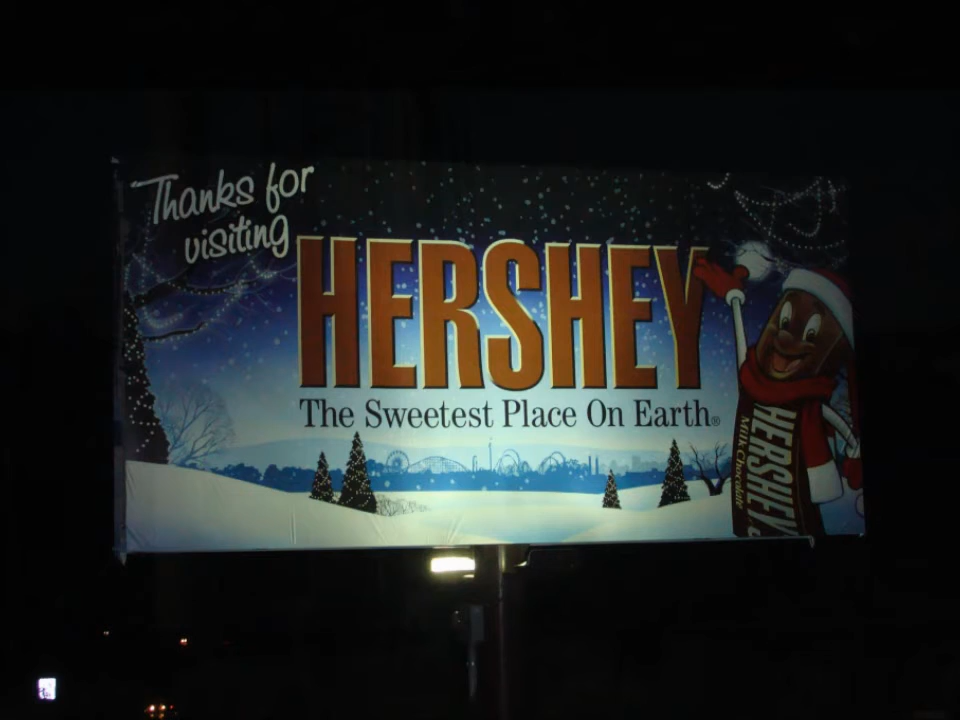 Thanks for
visiting
HERSHEY
The Sweetest Place On Earth®
HERSHEY'S
Milk Chocolate